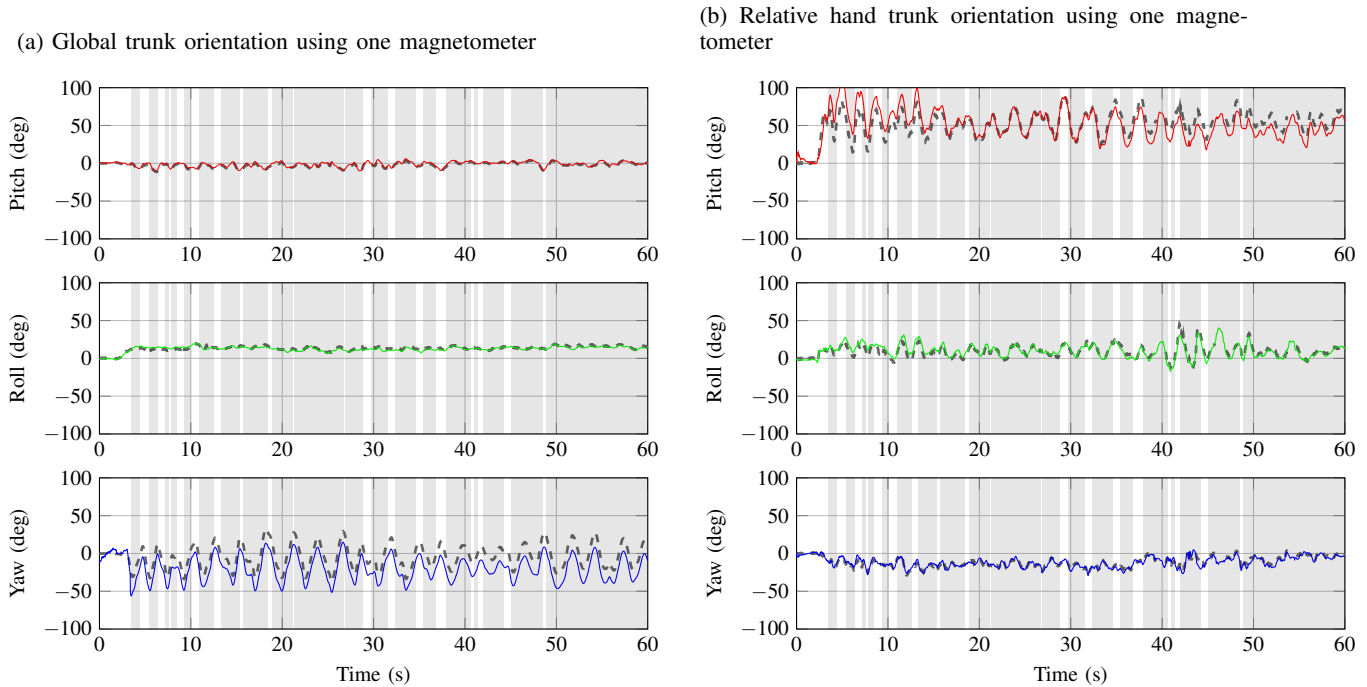 (a) Global trunk orientation using one magnetometer
100
50
0
−50
−100
Pitch (deg)
0 10 20 30 40 50 60
100
50
0
−50
−100
Roll (deg)
0 10 20 30 40 50 60
100
50
0
−50
−100
Yaw (deg)
0 10 20 30 40 50 60
Time (s)
(b) Relative hand trunk orientation using one magne-
tometer
100
50
0
−50
−100
Pitch (deg)
0 10 20 30 40 50 60
100
50
0
−50
−100
Roll (deg)
0 10 20 30 40 50 60
100
50
0
−50
−100
Yaw (deg)
0 10 20 30 40 50 60
Time (s)